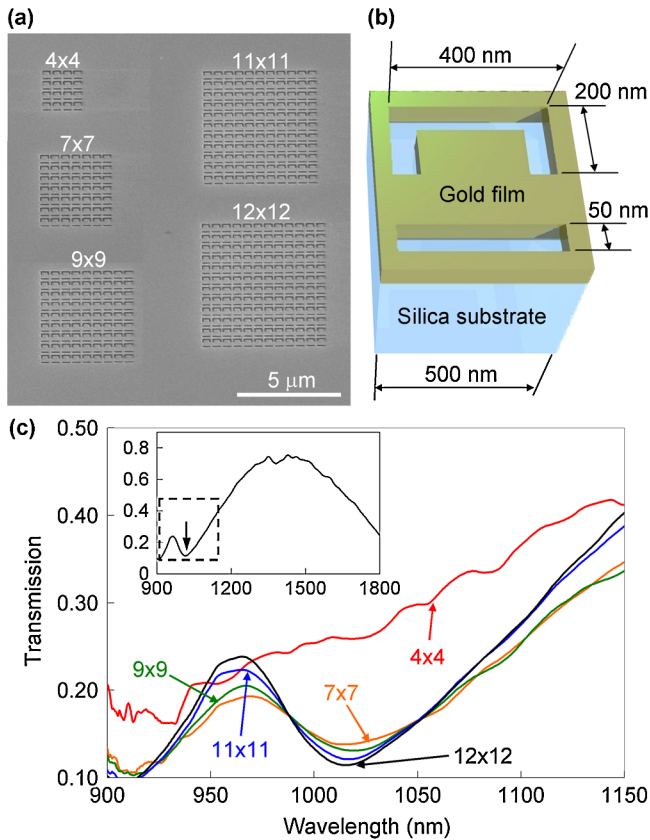 (a)
4x4
11x11
7x7
12x12
9x9
5 μm
(b)
400 nm
200 nm
Gold film
50 nm
Silica substrate
500 nm
(c)
0.50
0.40
0.30
0.20
0.10
Transmission
0.8
0.6
0.4
0.2
0
900 1200 1500 1800
4x4
9x9
7x7
11x11
12x12
900 950 1000 1050 1100 1150
Wavelength (nm)